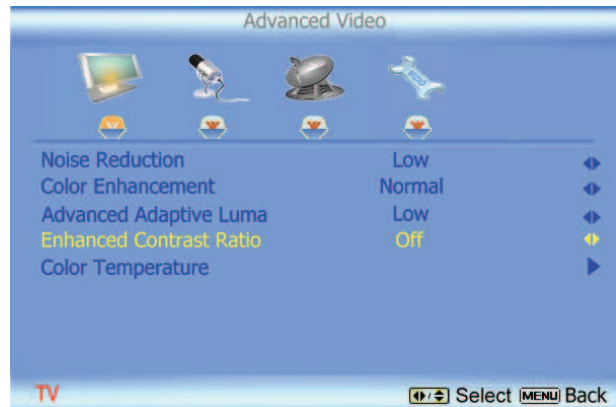 Advanced Video
Noise Reduction Low
Color Enhancement Normal
Advanced Adaptive Luma Low
Enhanced Contrast Ratio Off
Color Temperature
TV Select MENU Back